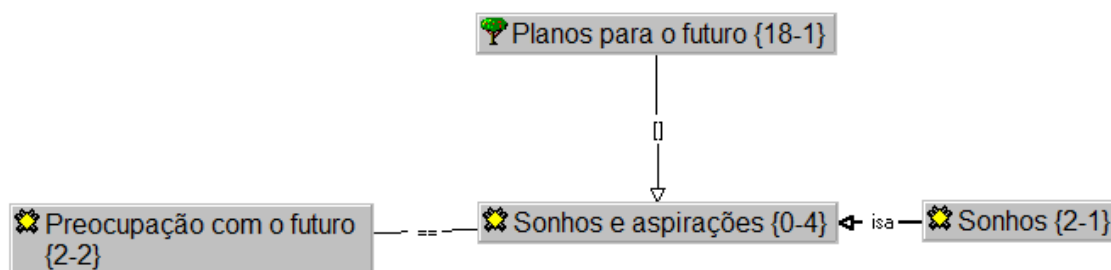 Planos para o futuro {18-1}
[]
Preocupação com o futuro
{2-2}
==
Sonhos e aspirações {0-4}
isa
Sonhos {2-1}